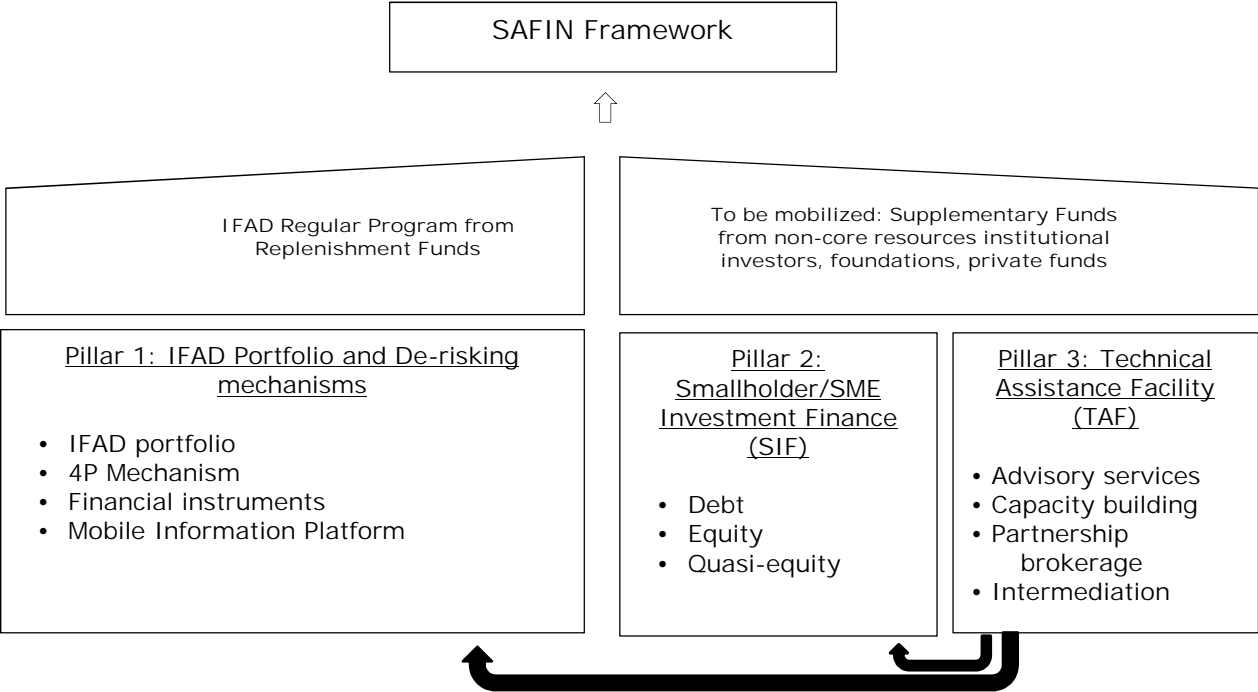 SAFIN Framework
IFAD Regular Program from
Replenishment Funds
To be mobilized: Supplementary Funds
from non-core resources institutional
investors, foundations, private funds
Pillar 1: IFAD Portfolio and De-risking
mechanisms
• IFAD portfolio
• 4P Mechanism
• Financial instruments
• Mobile Information Platform
Pillar 2:
Smallholder/SME
Investment Finance
(SIF)
• Debt
• Equity
• Quasi-equity
Pillar 3: Technical
Assistance Facility
(TAF)
• Advisory services
• Capacity building
• Partnership
brokerage
• Intermediation